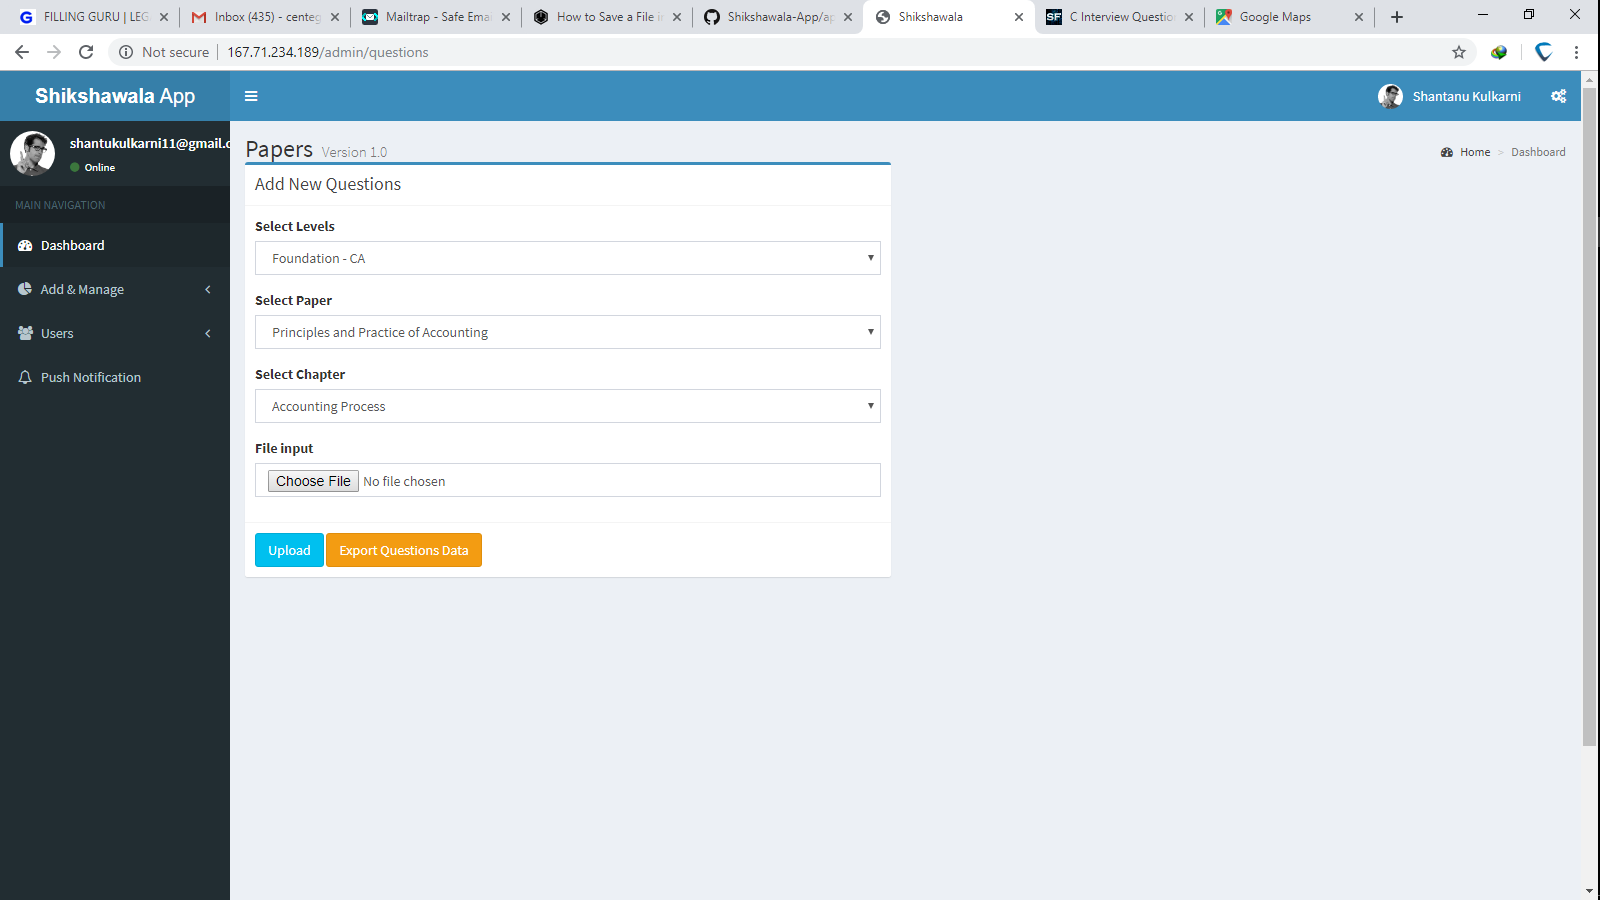 FILLING GURU | LEG
Inbox (435) - centeg
Mailtrap - Safe Emai
How to Save a File i
Shikshawala-App/ap
Shikshawala
SF C Interview Questio
Google Maps
Not secure | 167.71.234.189/admin/questions
Shikshawala App
Shantanu Kulkarni
shantukulkarni11@gmail.c
Online
MAIN NAVIGATION
Dashboard
Add & Manage
Users
Push Notification
Papers Version 1.0
Home > Dashboard
Add New Questions
Select Levels
Foundation - CA
Select Paper
Principles and Practice of Accounting
Select Chapter
Accounting Process
File input
Choose File No file chosen
Upload Export Questions Data